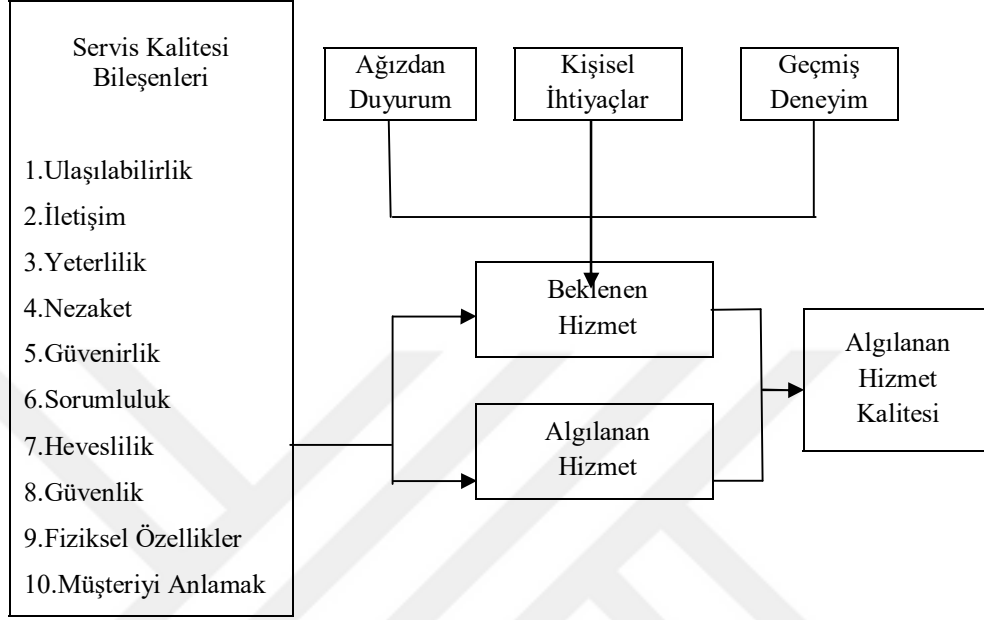 Servis Kalitesi
Bileşenleri
1.Ulaşılabilirlik
2.İletişim
3.Yeterlilik
4.Nezaket
5.Güvenirlik
6.Sorumluluk
7.Heveslilik
8.Güvenlik
9.Fiziksel Özellikler
10.Müşteriyi Anlamak
Ağızdan
Duyurum
Kişisel
İhtiyaçlar
Geçmiş
Deneyim
Beklenen
Hizmet
Algılanan
Hizmet
Algılanan
Hizmet
Kalitesi